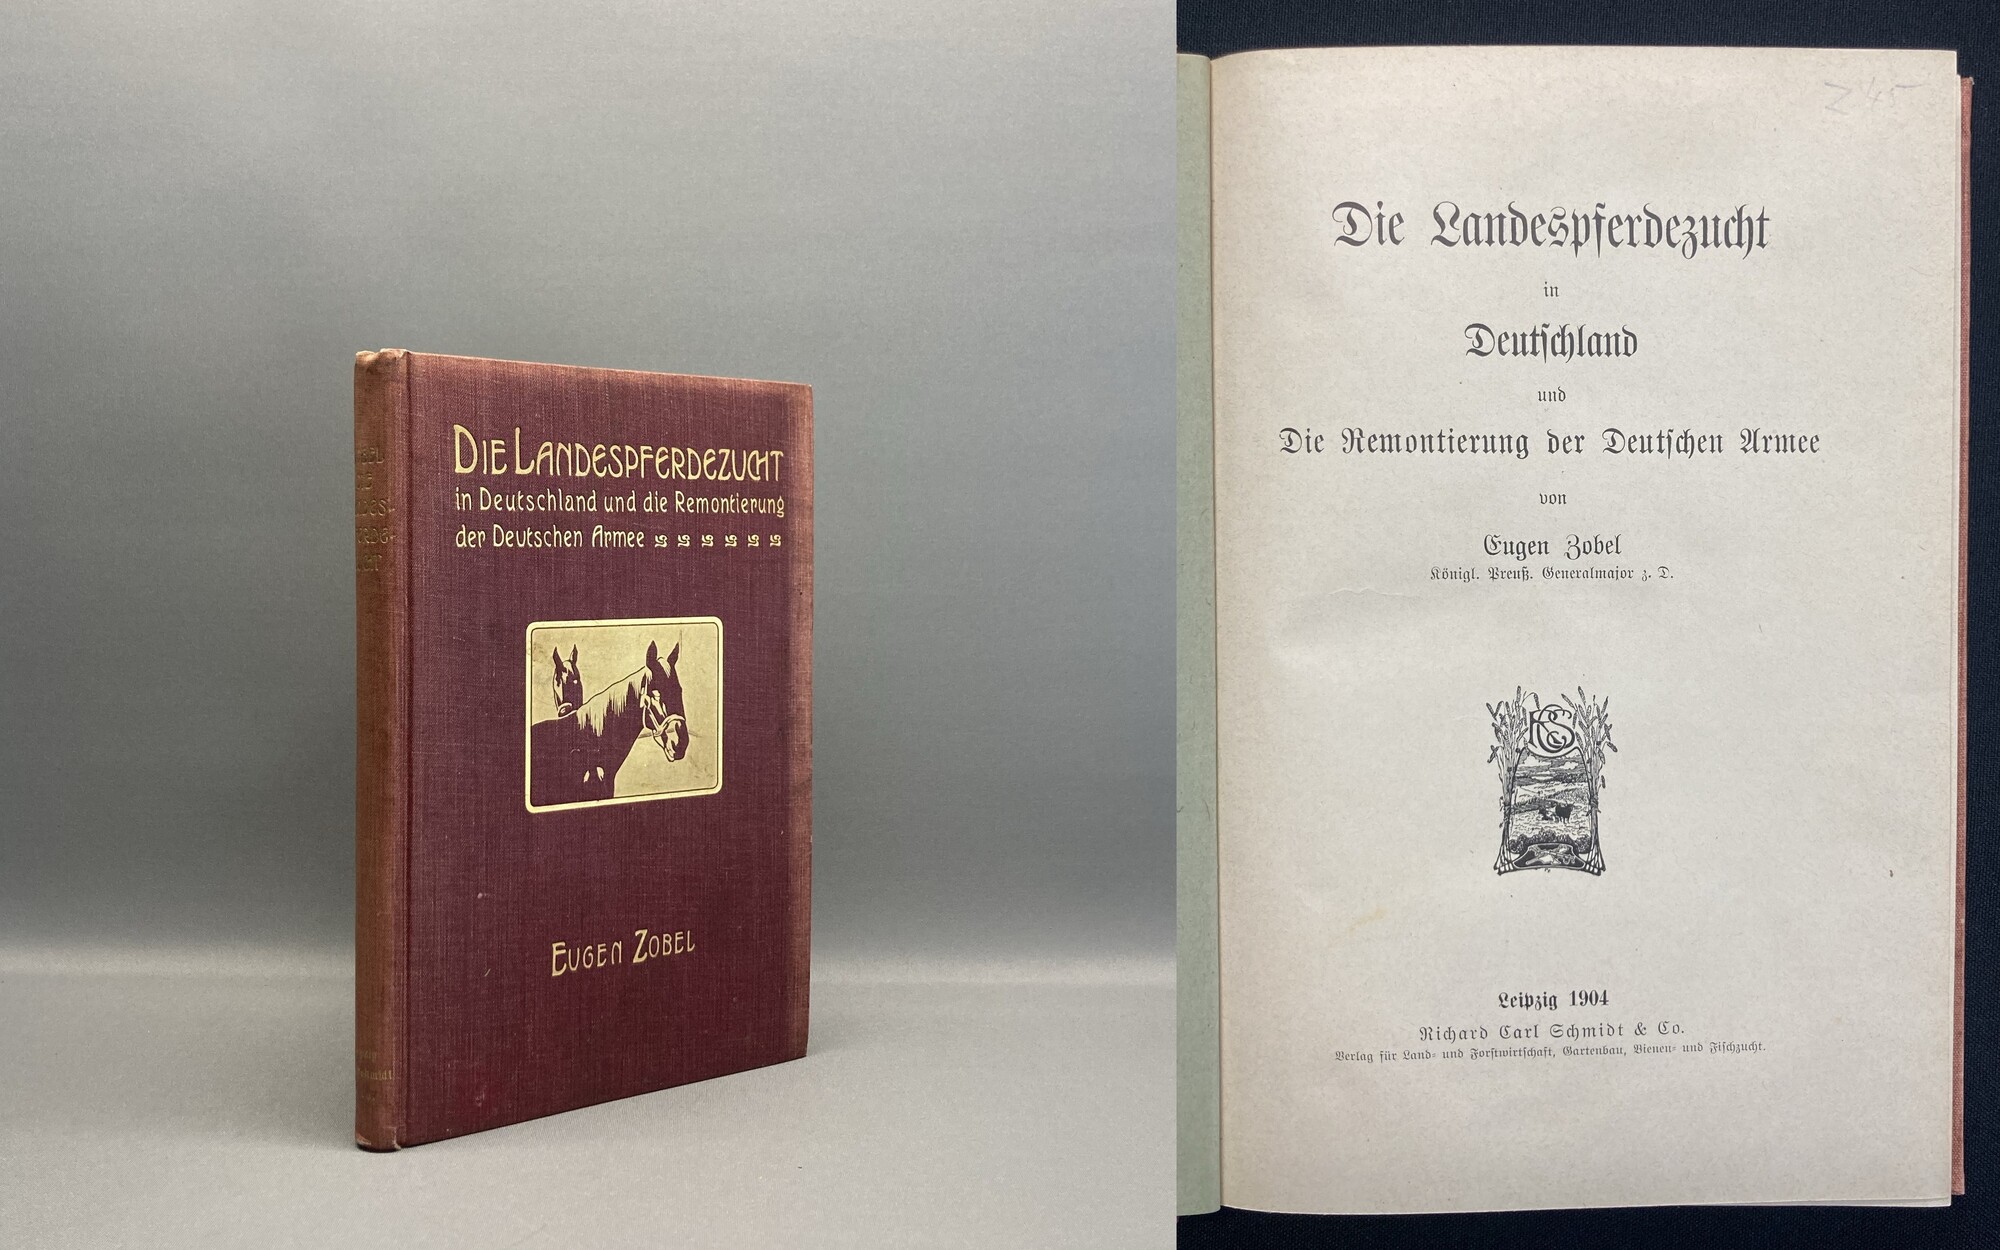 DIE LANDESPFERDEZUCHT
in Deutschland und die Remontierung
der Deutschen Armee
EUGEN ZOBEL
Die Landespferdezucht
in
Deutschland
und
Die Remontierung der Deutschen Armee
von
Eugen Zobel
Königl. Preuß. Generalmajor z. D.
Leipzig 1904
Richard Carl Schmidt & Co.
Verlag für Land- und Forstwirtschaft, Gartenbau, Bienen- und Fischzucht.